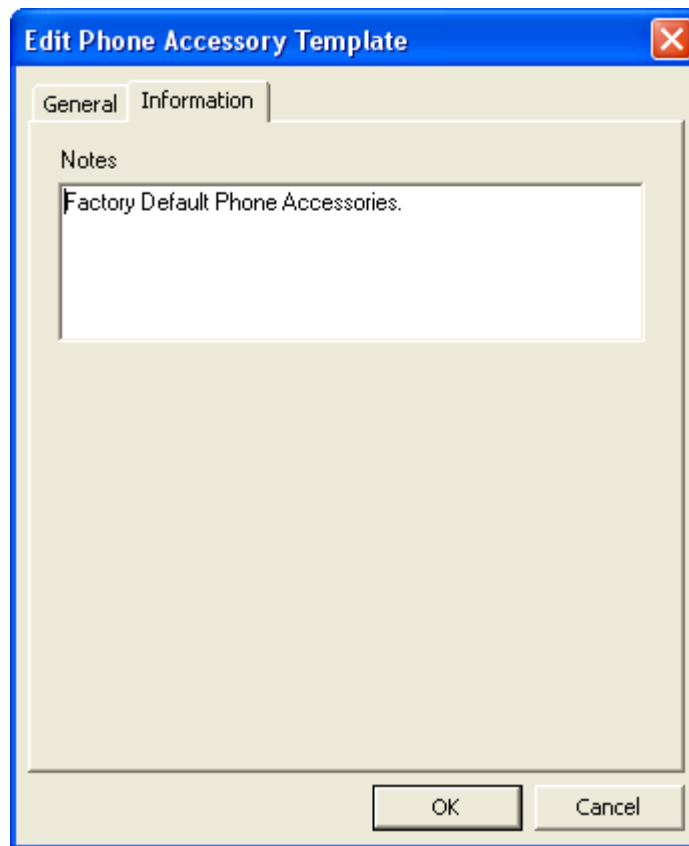 Edit Phone Accessory Template
General Information
Notes
Factory Default Phone Accessories.
OK Cancel